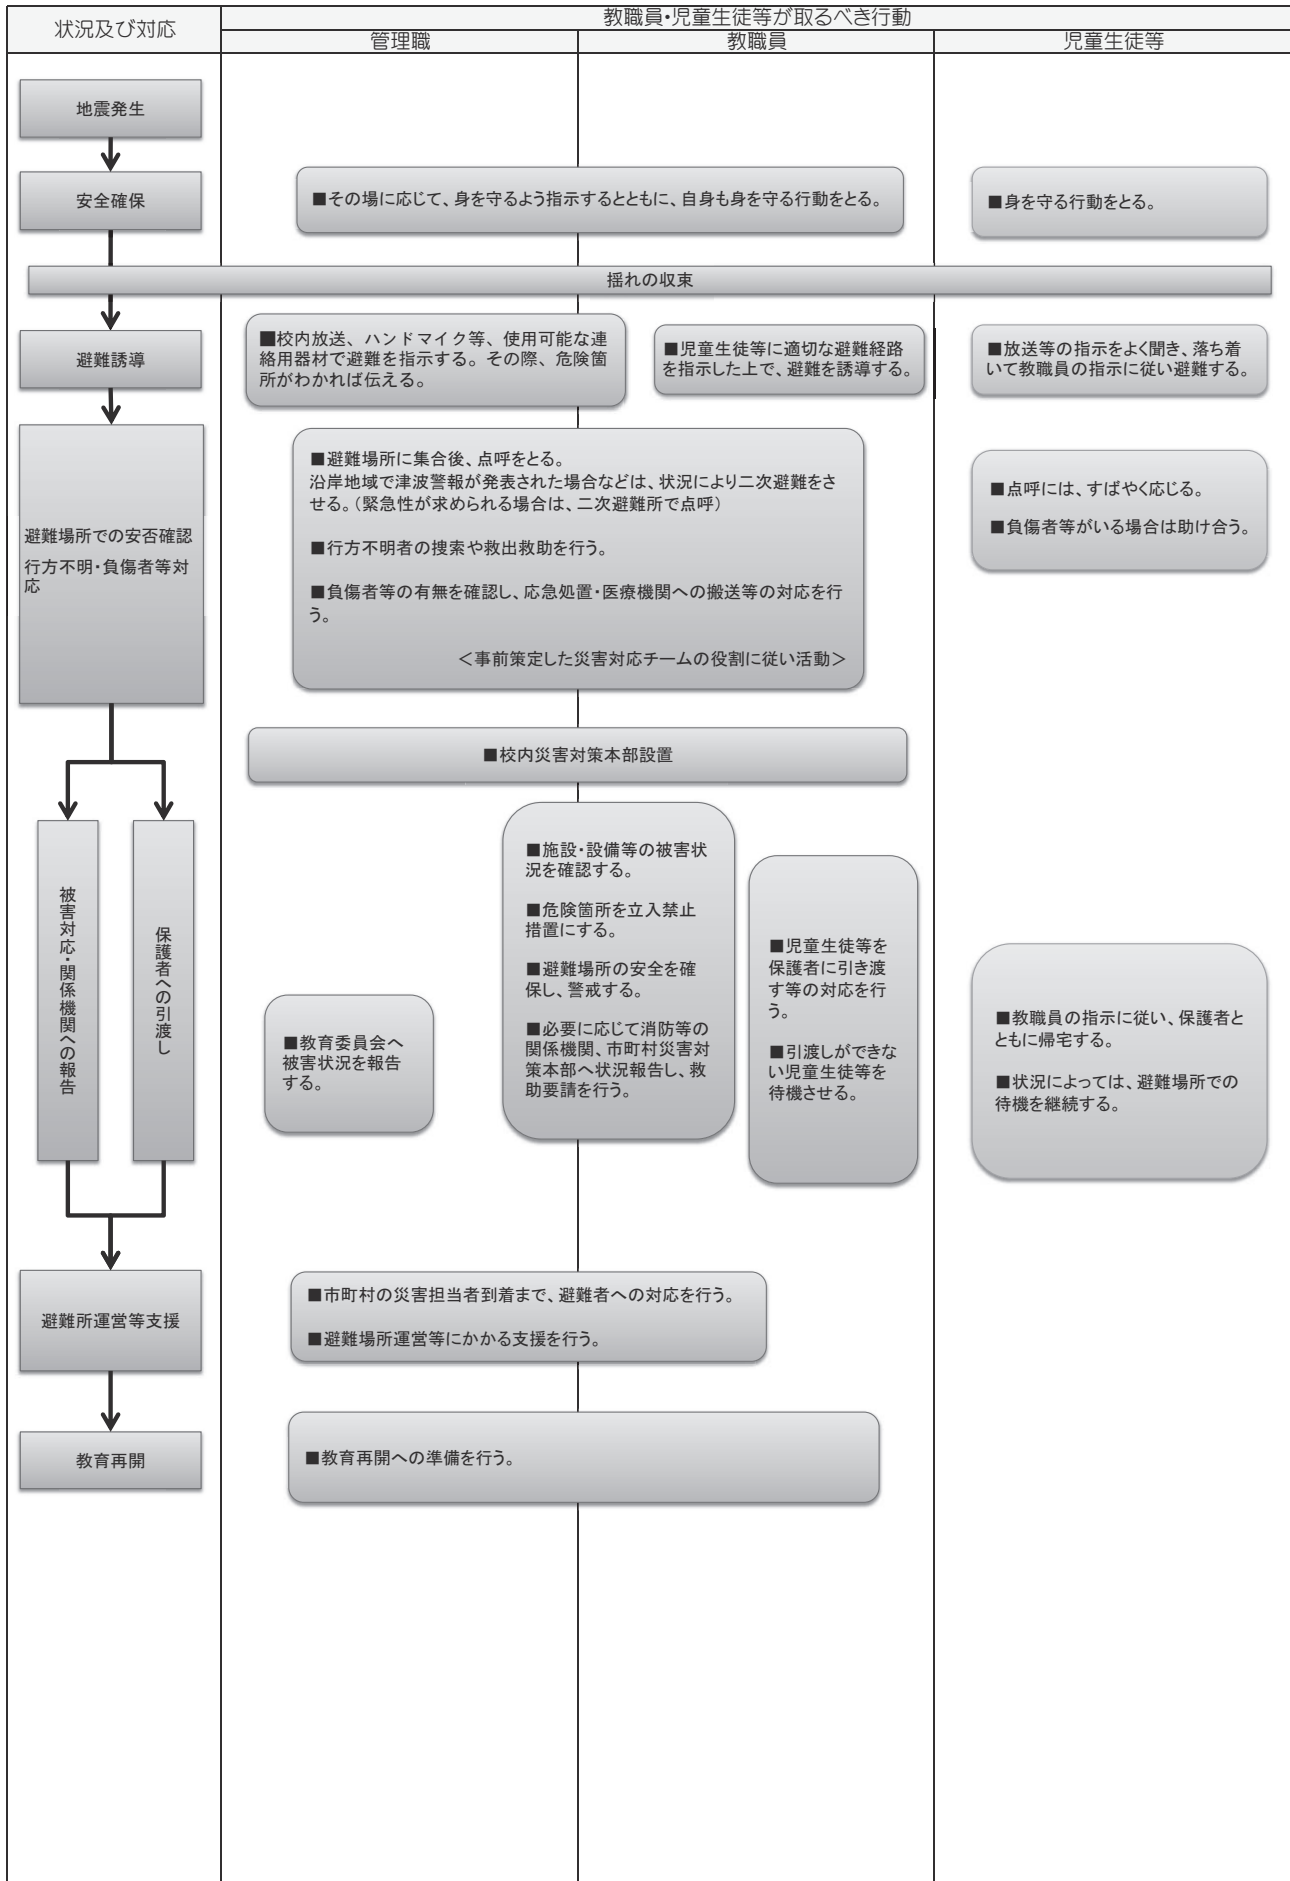 状況及び対応
教職員・児童生徒等が取るべき行動
管理職
教職員
児童生徒等
地震発生
安全確保
■その場に応じて、身を守るよう指示するとともに、自身も身を守る行動をとる。
■身を守る行動をとる。
揺れの収束
避難誘導
■校内放送、ハンドマイク等、使用可能な連
絡用器材で避難を指示する。その際、危険箇
所がわかれば伝える。
■児童生徒等に適切な避難経路
を指示した上で、避難を誘導する。
■放送等の指示をよく聞き、落ち着
いて教職員の指示に従い避難する。
避難場所での安否確認
行方不明・負傷者等対
応
■避難場所に集合後、点呼をとる。
沿岸地域で津波警報が発表された場合などは、状況により二次避難をさ
せる。（緊急性が求められる場合は、二次避難所で点呼）
■行方不明者の捜索や救出救助を行う。
■負傷者等の有無を確認し、応急処置・医療機関への搬送等の対応を行
う。
＜事前策定した災害対応チームの役割に従い活動＞
■点呼には、すばやく応じる。
■負傷者等がいる場合は助け合う。
■校内災害対策本部設置
被害対応・関係機関への報告
保護者への引渡し
■教育委員会へ
被害状況を報告
する。
■施設・設備等の被害状
況を確認する。
■危険箇所を立入禁止
措置にする。
■避難場所の安全を確
保し、警戒する。
■必要に応じて消防等の
関係機関、市町村災害対
策本部へ状況報告し、救
助要請を行う。
■児童生徒等を
保護者に引き渡
す等の対応を行
う。
■引渡しができな
い児童生徒等を
待機させる。
■教職員の指示に従い、保護者と
ともに帰宅する。
■状況によっては、避難場所での
待機を継続する。
避難所運営等支援
■市町村の災害担当者到着まで、避難者への対応を行う。
■避難場所運営等にかかる支援を行う。
教育再開
■教育再開への準備を行う。